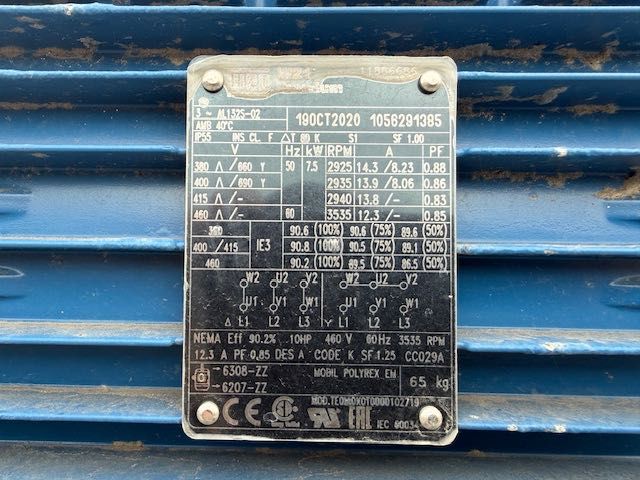 W22
3 ~ AL132S-02 19OCT2020 1056291385
AMB 40°C
IP55 INS CL. F ΔT 80 K S1 SF 1.00
V Hz kW RPM A PF
380 Δ/660 Y 50 7.5 2925 14.3/8.23 0.88
400 Δ/690 Y 2935 13.9/8.06 0.86
415 Δ/- 2940 13.8/- 0.83
460 Δ/- 60 3535 12.3/- 0.85
380 90.6 (100%) 90.6 (75%) 89.6 (50%)
400/415 IE3 90.8 (100%) 90.5 (75%) 89.1 (50%)
460 90.2 (100%) 89.5 (75%) 86.5 (50%)
W2 U2 V2 W2 U2 V2
U1 V1 W1 U1 V1 W1
Δ L1 L2 L3 Y L1 L2 L3
NEMA Eff 90.2% 10HP 460 V 60Hz 3535 RPM
12.3 A PF 0.85 DES A CODE K SF 1.25 CC029A
→6308-ZZ MOBIL POLYREX EM 65 kg
→6207-ZZ
MOD.TE0M0X0T0000102719
CE UR EAC IEC 60034